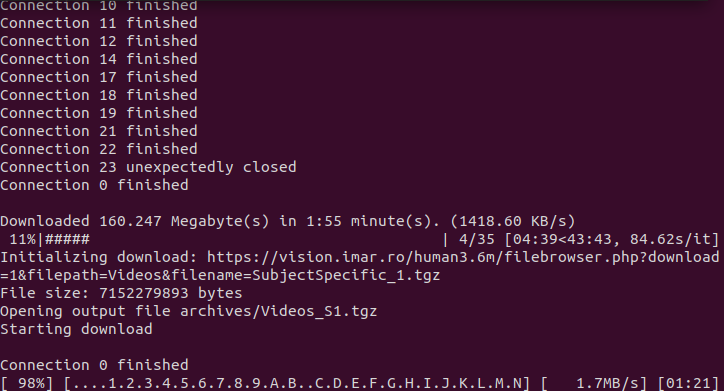 Connection 10 finished
Connection 11 finished
Connection 12 finished
Connection 14 finished
Connection 17 finished
Connection 18 finished
Connection 19 finished
Connection 21 finished
Connection 22 finished
Connection 23 unexpectedly closed
Connection 0 finished
Downloaded 160.247 Megabyte(s) in 1:55 minute(s). (1418.60 KB/s)
11%|##### | 4/35 [04:39<43:43, 84.62s/it]
Initializing download: https://vision.imar.ro/human3.6m/filebrowser.php?download
=1&filepath=Videos&filename=SubjectSpecific_1.tgz
File size: 7152279893 bytes
Opening output file archives/Videos_S1.tgz
Starting download
Connection 0 finished
[ 98%] [....1.2.3.4.5.6.7.8.9.A.B..C.D.E.F.G.H.I.J.K.L.M.N] [   1.7MB/s] [01:21]